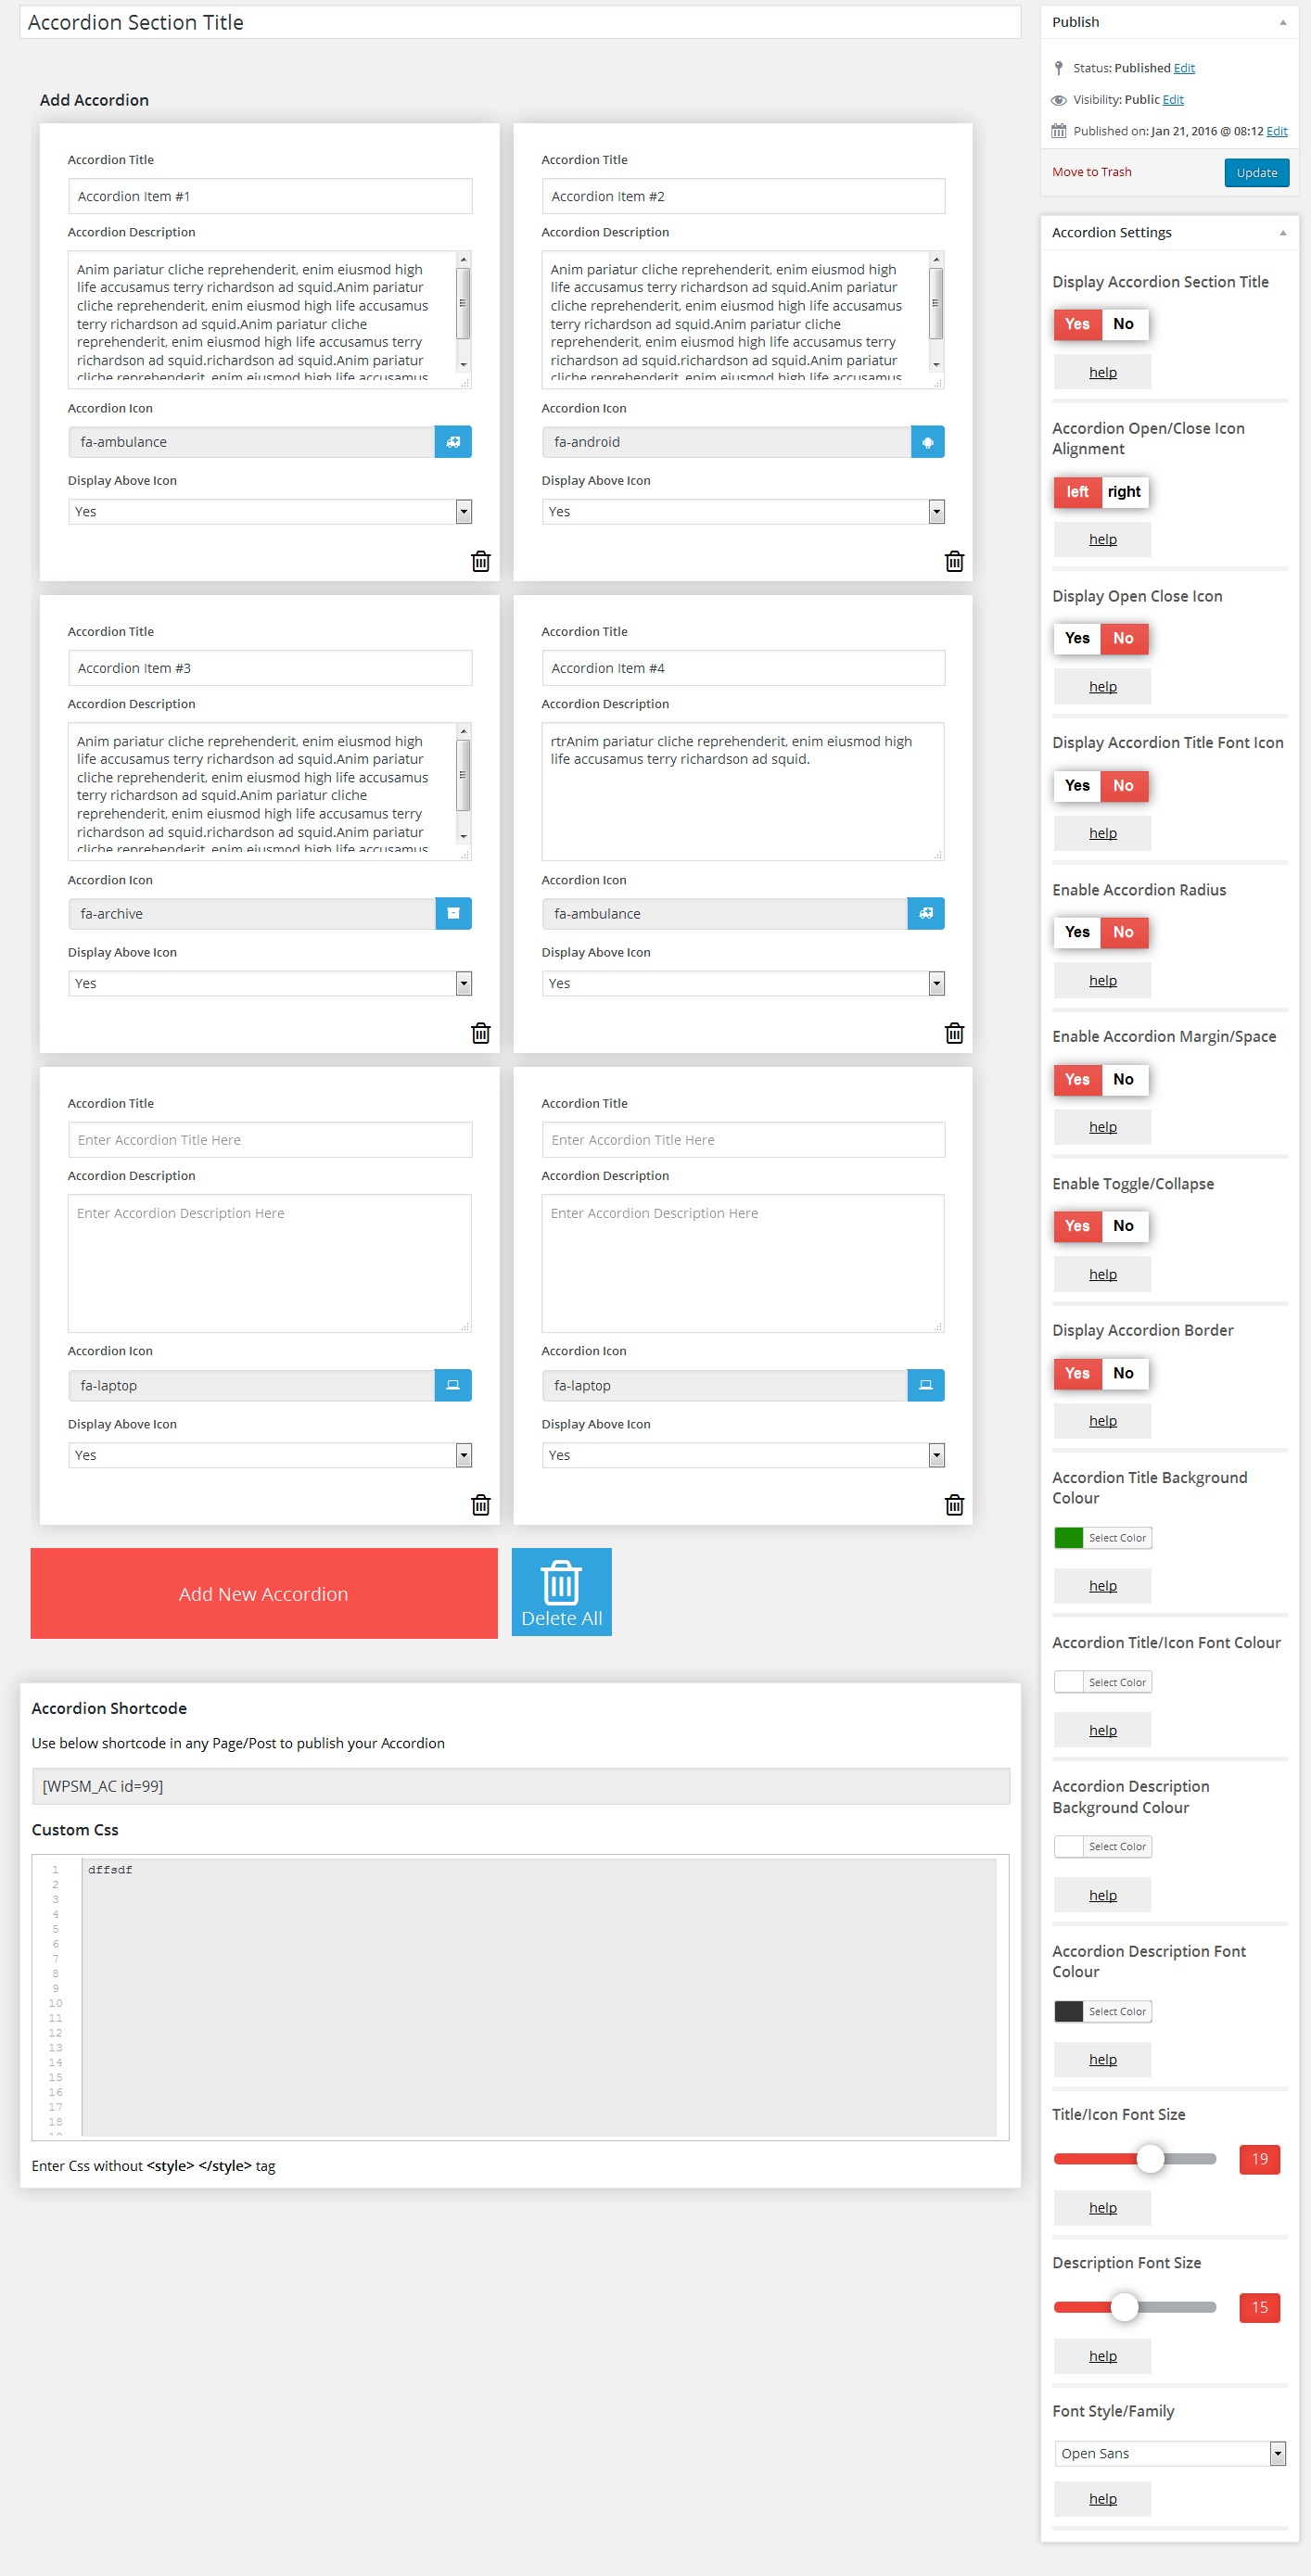 Accordion Section Title
Add Accordion
Accordion Title
Accordion Item #1
Accordion Description
Anim pariatur cliche reprehenderit, enim eiusmod high
life accusamus terry richardson ad squid.Anim pariatur
cliche reprehenderit, enim eiusmod high life accusamus
terry richardson ad squid.Anim pariatur cliche
reprehenderit, enim eiusmod high life accusamus terry
richardson ad squid.richardson ad squid.Anim pariatur
cliche reprehenderit, enim eiusmod high life accusamus
Accordion Icon
fa-ambulance
Display Above Icon
Yes
Accordion Title
Accordion Item #2
Accordion Description
Anim pariatur cliche reprehenderit, enim eiusmod high
life accusamus terry richardson ad squid.Anim pariatur
cliche reprehenderit, enim eiusmod high life accusamus
terry richardson ad squid.Anim pariatur cliche
reprehenderit, enim eiusmod high life accusamus terry
richardson ad squid.richardson ad squid.Anim pariatur
cliche reprehenderit, enim eiusmod high life accusamus
Accordion Icon
fa-android
Display Above Icon
Yes
Accordion Title
Accordion Item #3
Accordion Description
Anim pariatur cliche reprehenderit, enim eiusmod high
life accusamus terry richardson ad squid.Anim pariatur
cliche reprehenderit, enim eiusmod high life accusamus
terry richardson ad squid.Anim pariatur cliche
reprehenderit, enim eiusmod high life accusamus terry
richardson ad squid.richardson ad squid.Anim pariatur
cliche reprehenderit, enim eiusmod high life accusamus
Accordion Icon
fa-archive
Display Above Icon
Yes
Accordion Title
Accordion Item #4
Accordion Description
rtrAnim pariatur cliche reprehenderit, enim eiusmod high
life accusamus terry richardson ad squid.
Accordion Icon
fa-ambulance
Display Above Icon
Yes
Accordion Title
Enter Accordion Title Here
Accordion Description
Enter Accordion Description Here
Accordion Icon
fa-laptop
Display Above Icon
Yes
Accordion Title
Enter Accordion Title Here
Accordion Description
Enter Accordion Description Here
Accordion Icon
fa-laptop
Display Above Icon
Yes
Add New Accordion
Delete All
Accordion Shortcode
Use below shortcode in any Page/Post to publish your Accordion
[WPSM_AC id=99]
Custom Css
1 dffsdf
2
3
4
5
6
7
8
9
10
11
12
13
14
15
16
17
18
19
Enter Css without <style> </style> tag
Publish
Status: Published Edit
Visibility: Public Edit
Published on: Jan 21, 2016 @ 08:12 Edit
Move to Trash
Update
Accordion Settings
Display Accordion Section Title
Yes No
help
Accordion Open/Close Icon
Alignment
left right
help
Display Open Close Icon
Yes No
help
Display Accordion Title Font Icon
Yes No
help
Enable Accordion Radius
Yes No
help
Enable Accordion Margin/Space
Yes No
help
Enable Toggle/Collapse
Yes No
help
Display Accordion Border
Yes No
help
Accordion Title Background
Colour
Select Color
help
Accordion Title/Icon Font Colour
Select Color
help
Accordion Description
Background Colour
Select Color
help
Accordion Description Font
Colour
Select Color
help
Title/Icon Font Size
19
help
Description Font Size
15
help
Font Style/Family
Open Sans
help